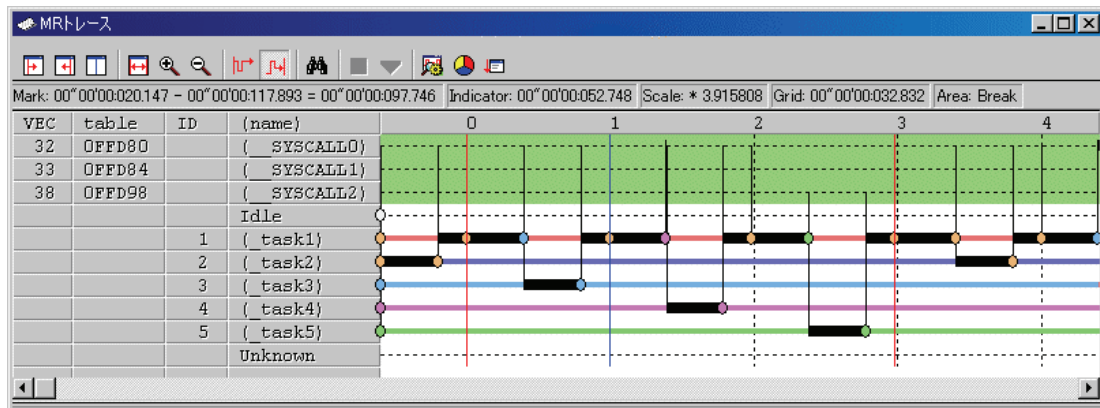 MRトレース
Mark: 00"00'00:020.147 - 00"00'00:117.893 = 00"00'00:097.746 Indicator: 00"00'00:052.748 Scale: * 3.915808 Grid: 00"00'00:032.832 Area: Break
VEC table ID (name) 0 1 2 3 4
32 0FFD80 (__SYSCALL0)
33 0FFD84 (__SYSCALL1)
38 0FFD98 (__SYSCALL2)
Idle
1 (_task1)
2 (_task2)
3 (_task3)
4 (_task4)
5 (_task5)
Unknown